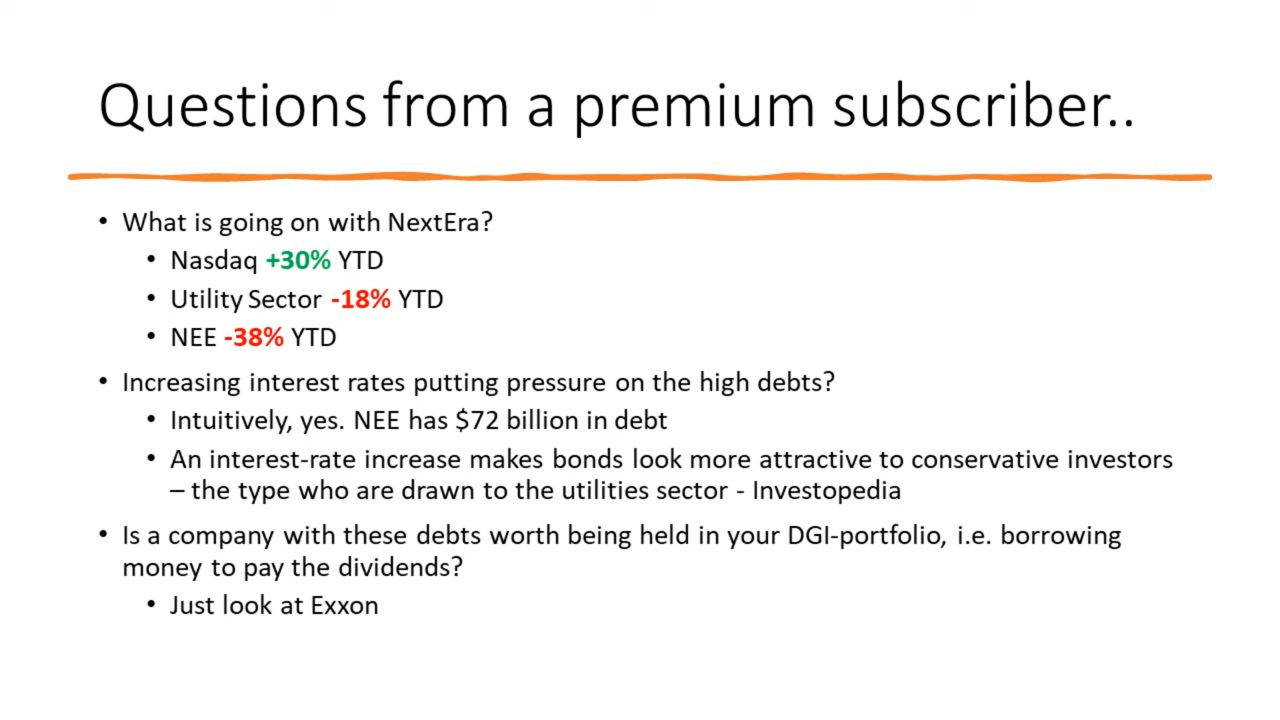 Questions from a premium subscriber..
• What is going on with NextEra?
• Nasdaq +30% YTD
• Utility Sector -18% YTD
• NEE -38% YTD
• Increasing interest rates putting pressure on the high debts?
• Intuitively, yes. NEE has $72 billion in debt
• An interest-rate increase makes bonds look more attractive to conservative investors
– the type who are drawn to the utilities sector - Investopedia
• Is a company with these debts worth being held in your DGI-portfolio, i.e. borrowing
money to pay the dividends?
• Just look at Exxon